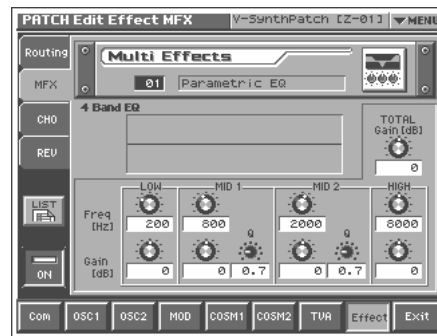 PATCH Edit Effect MFX V-SynthPatch [Z-01] ▼MENU
Routing
Multi Effects
MFX
01 Parametric EQ
4 Band EQ
CHO
TOTAL
Gain [dB]
REV
0
LOW MID 1 MID 2 HIGH
LIST
Freq
[Hz]
200 800 2000 8000
Q Q
Gain
[dB]
ON
0 0 0.7 0 0.7 0
Com OSC1 OSC2 MOD COSM1 COSM2 TVA Effect Exit